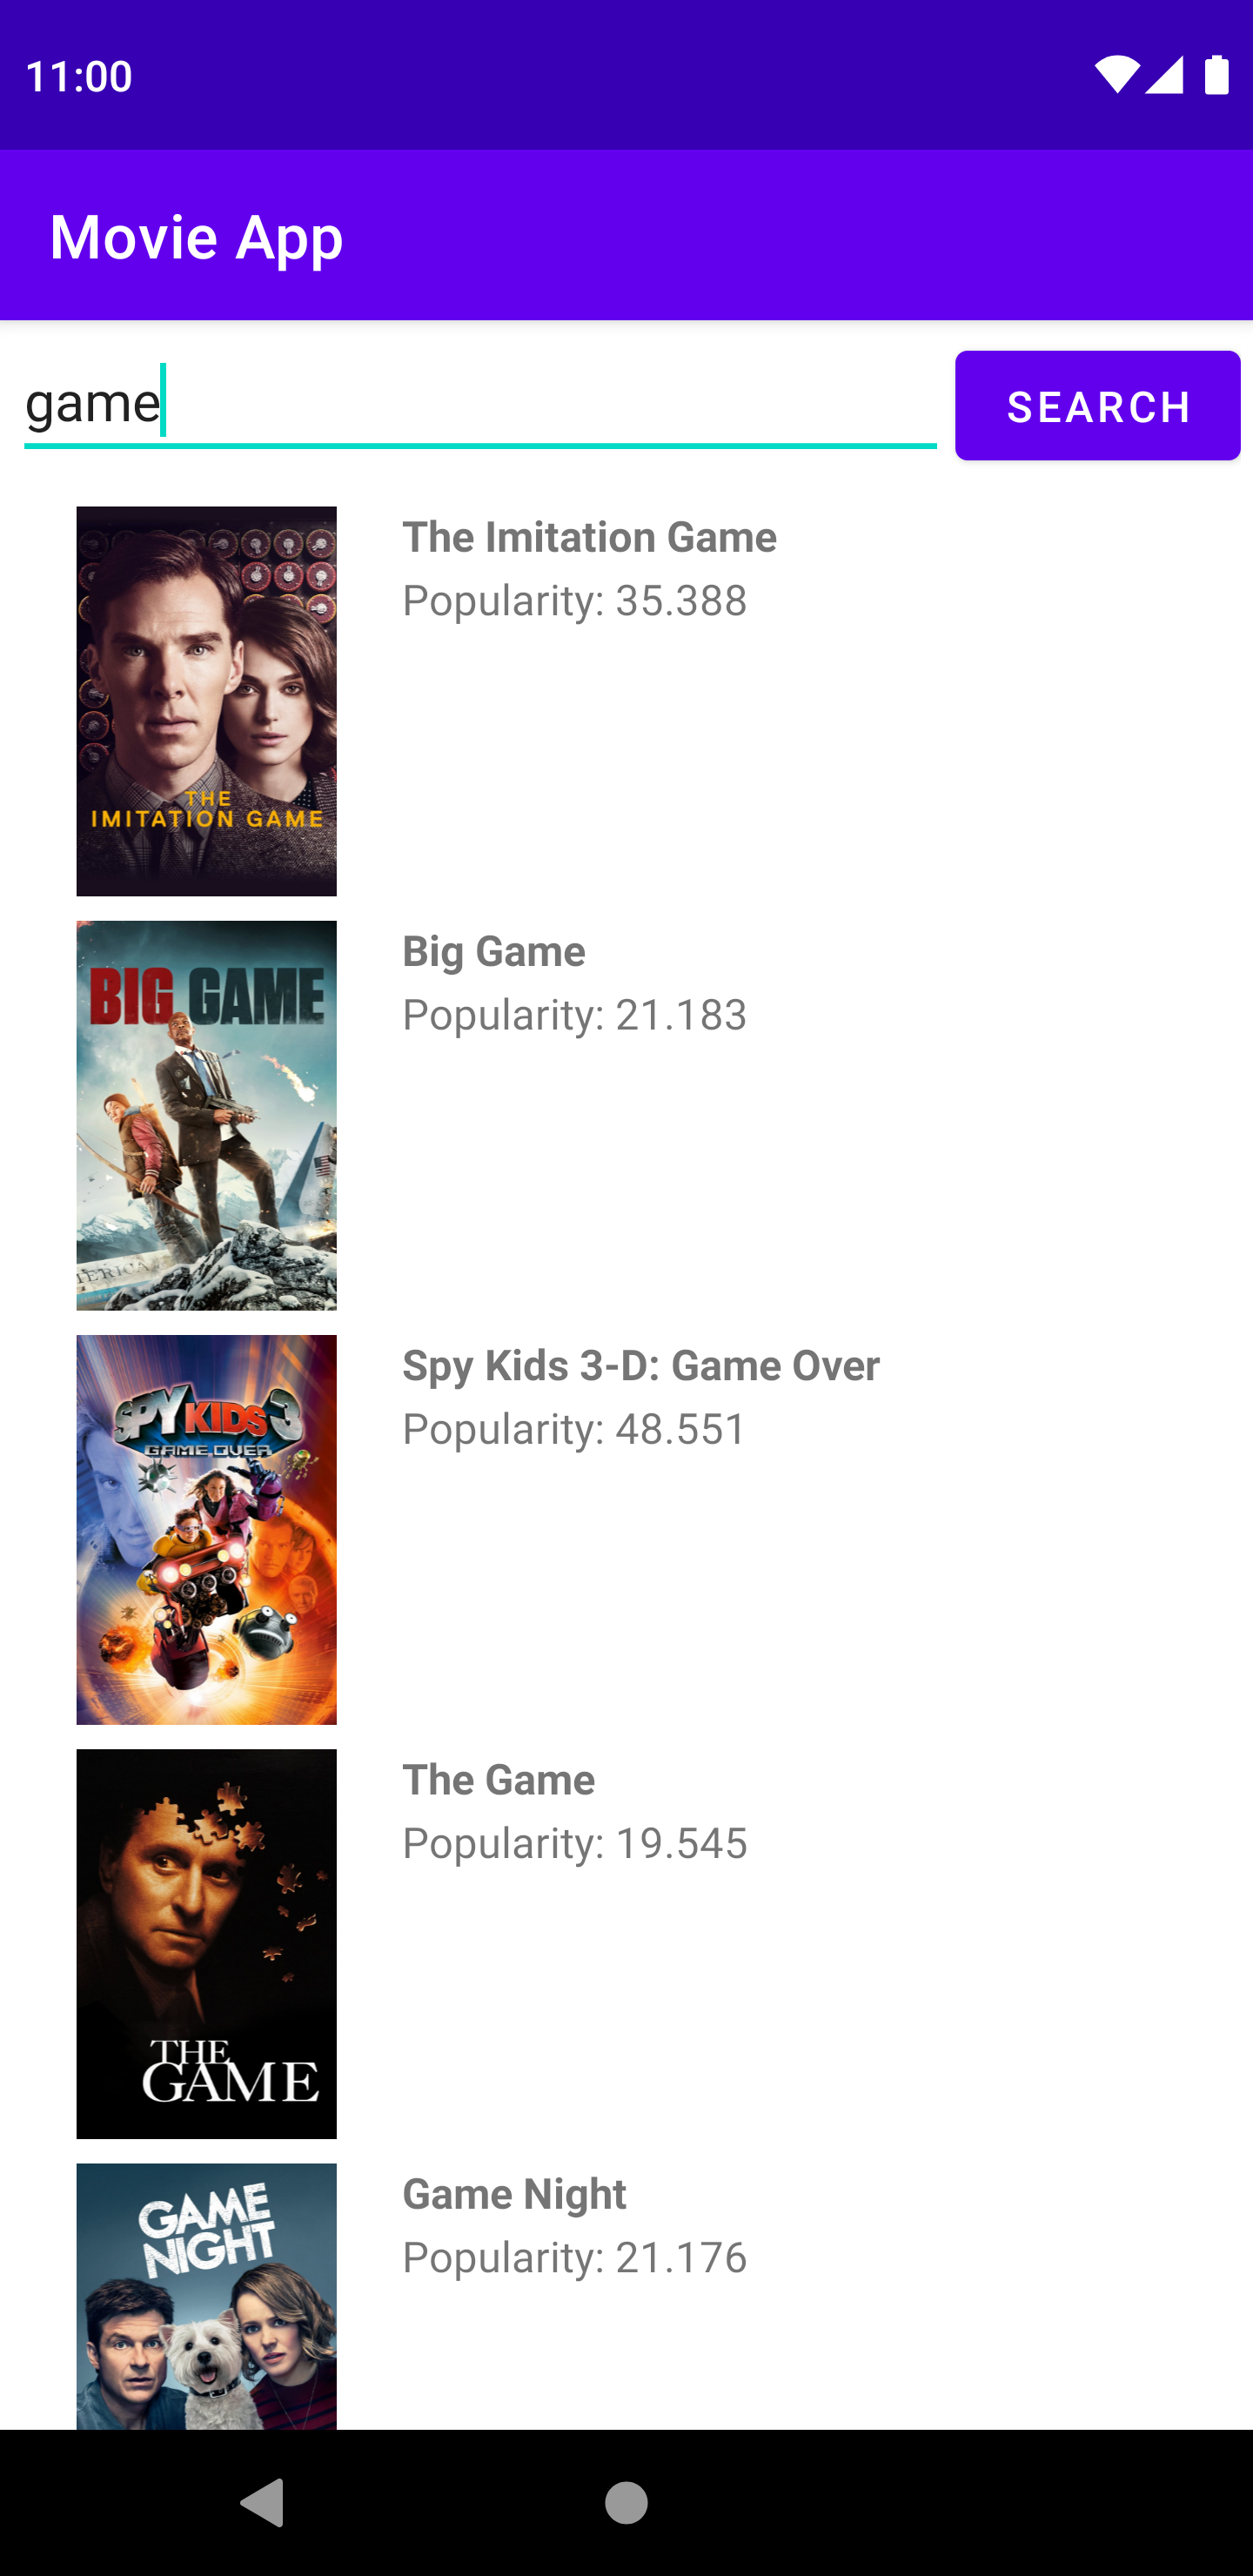 11:00
Movie App
game
SEARCH
THE
IMITATION GAME
The Imitation Game
Popularity: 35.388
BIG GAME
Big Game
Popularity: 21.183
SPY KIDS 3
GAME OVER
Spy Kids 3-D: Game Over
Popularity: 48.551
THE
GAME
The Game
Popularity: 19.545
GAME
NIGHT
Game Night
Popularity: 21.176